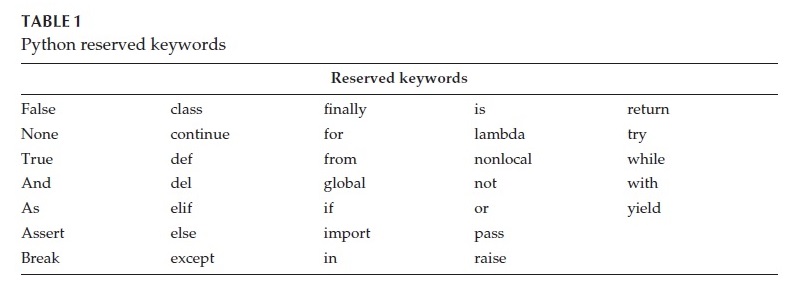 TABLE 1
Python reserved keywords
Reserved keywords
False class finally is return
None continue for lambda try
True def from nonlocal while
And del global not with
As elif if or yield
Assert else import pass
Break except in raise